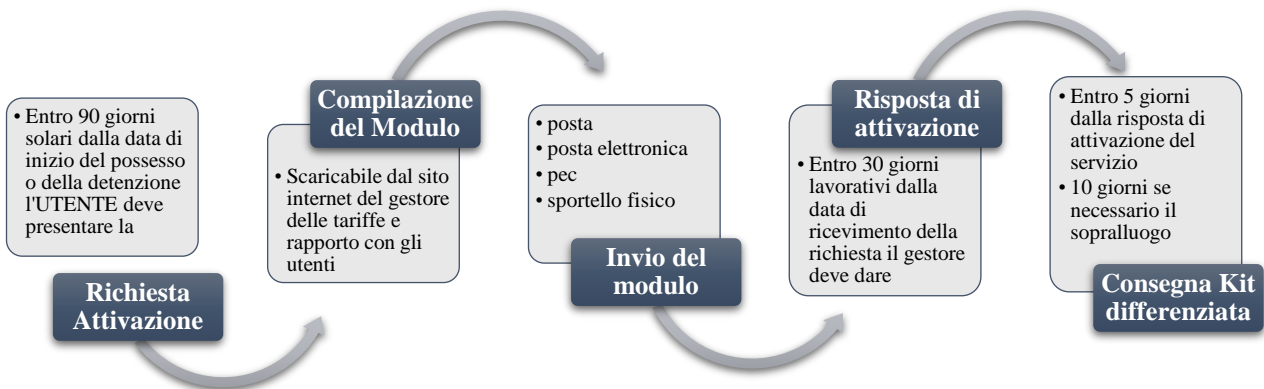 • Entro 90 giorni
solari dalla data di
inizio del possesso
o della detenzione
l'UTENTE deve
presentare la
Richiesta
Attivazione
Compilazione
del Modulo
• Scaricabile dal sito
internet del gestore
delle tariffe e
rapporto con gli
utenti
• posta
• posta elettronica
• pec
• sportello fisico
Invio del
modulo
Risposta di
attivazione
• Entro 30 giorni
lavorativi dalla
data di
ricevimento della
richiesta il gestore
deve dare
• Entro 5 giorni
dalla risposta di
attivazione del
servizio
• 10 giorni se
necessario il
sopralluogo
Consegna Kit
differenziata